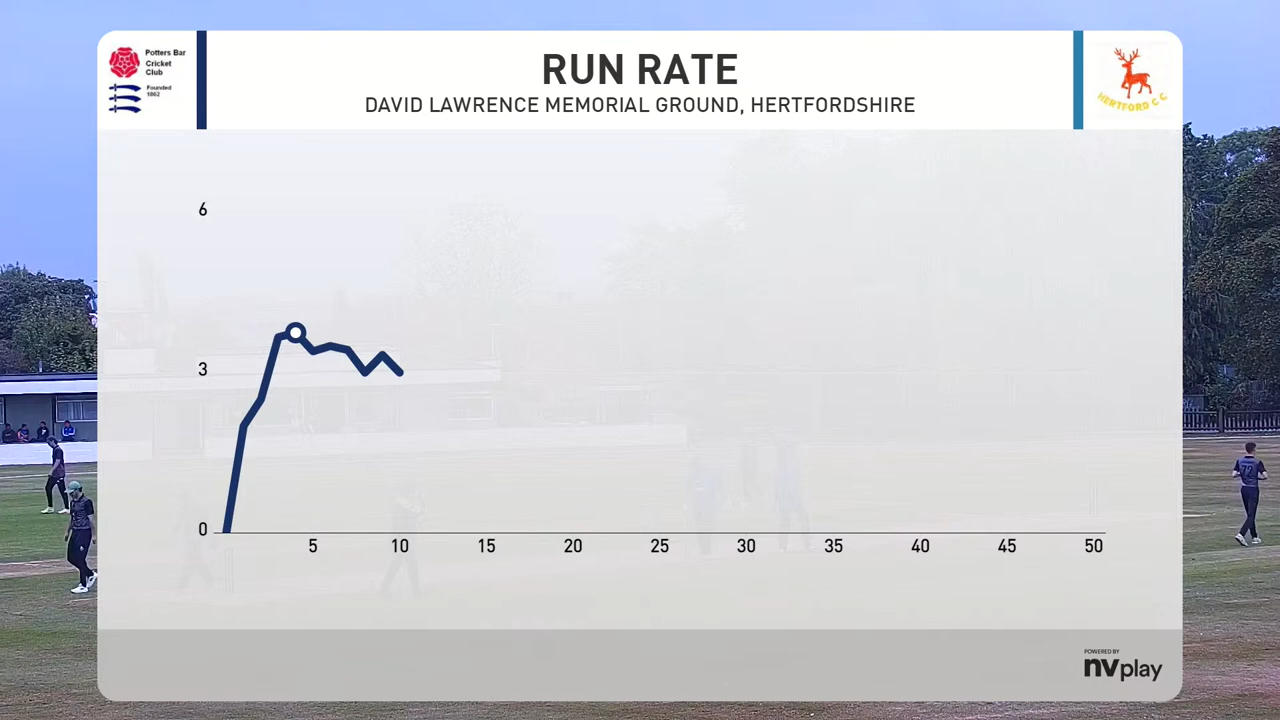 Potters Bar
Cricket
Club
Founded
1862
RUN RATE
DAVID LAWRENCE MEMORIAL GROUND, HERTFORDSHIRE
HERTFORD C C
6
3
0
5 10 15 20 25 30 35 40 45 50
72
POWERED BY
nvplay